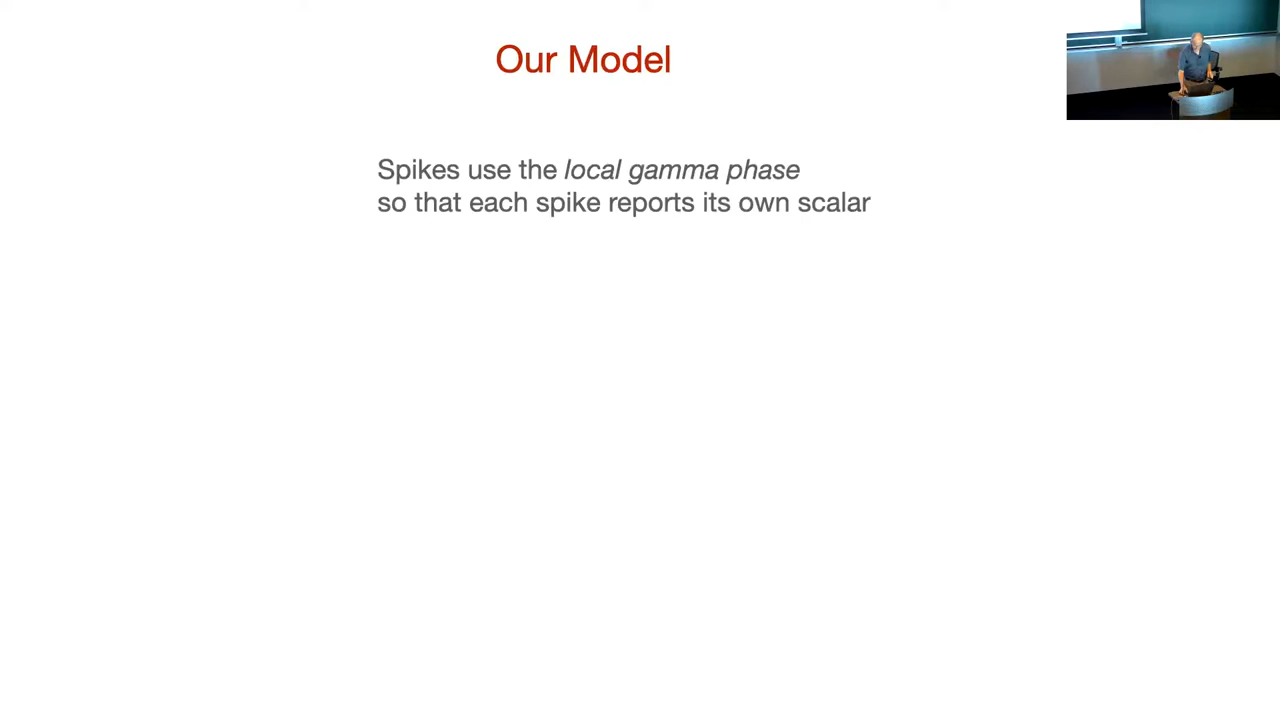 Our Model
Spikes use the local gamma phase
so that each spike reports its own scalar